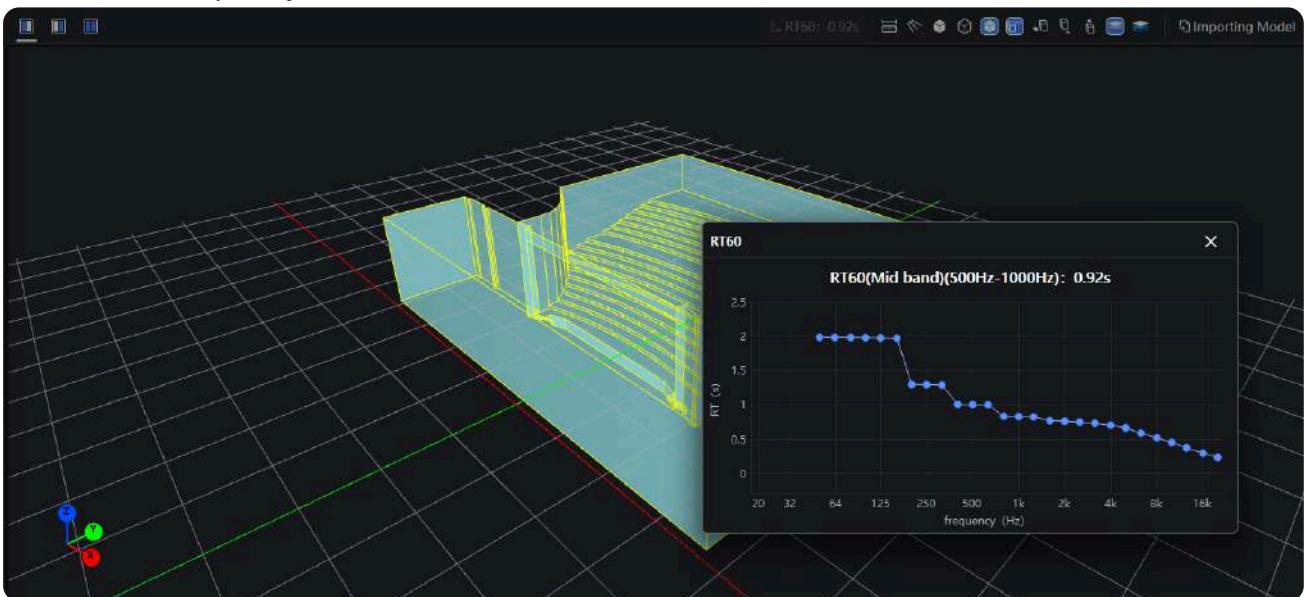 RT60: 0.92s
Importing Model
RT60
RT60(Mid band)(500Hz-1000Hz): 0.92s
2.5
2
1.5
1
0.5
0
RT (s)
20 32 64 125 250 500 1k 2k 4k 8k 16k
frequency (Hz)
Z
Y
X